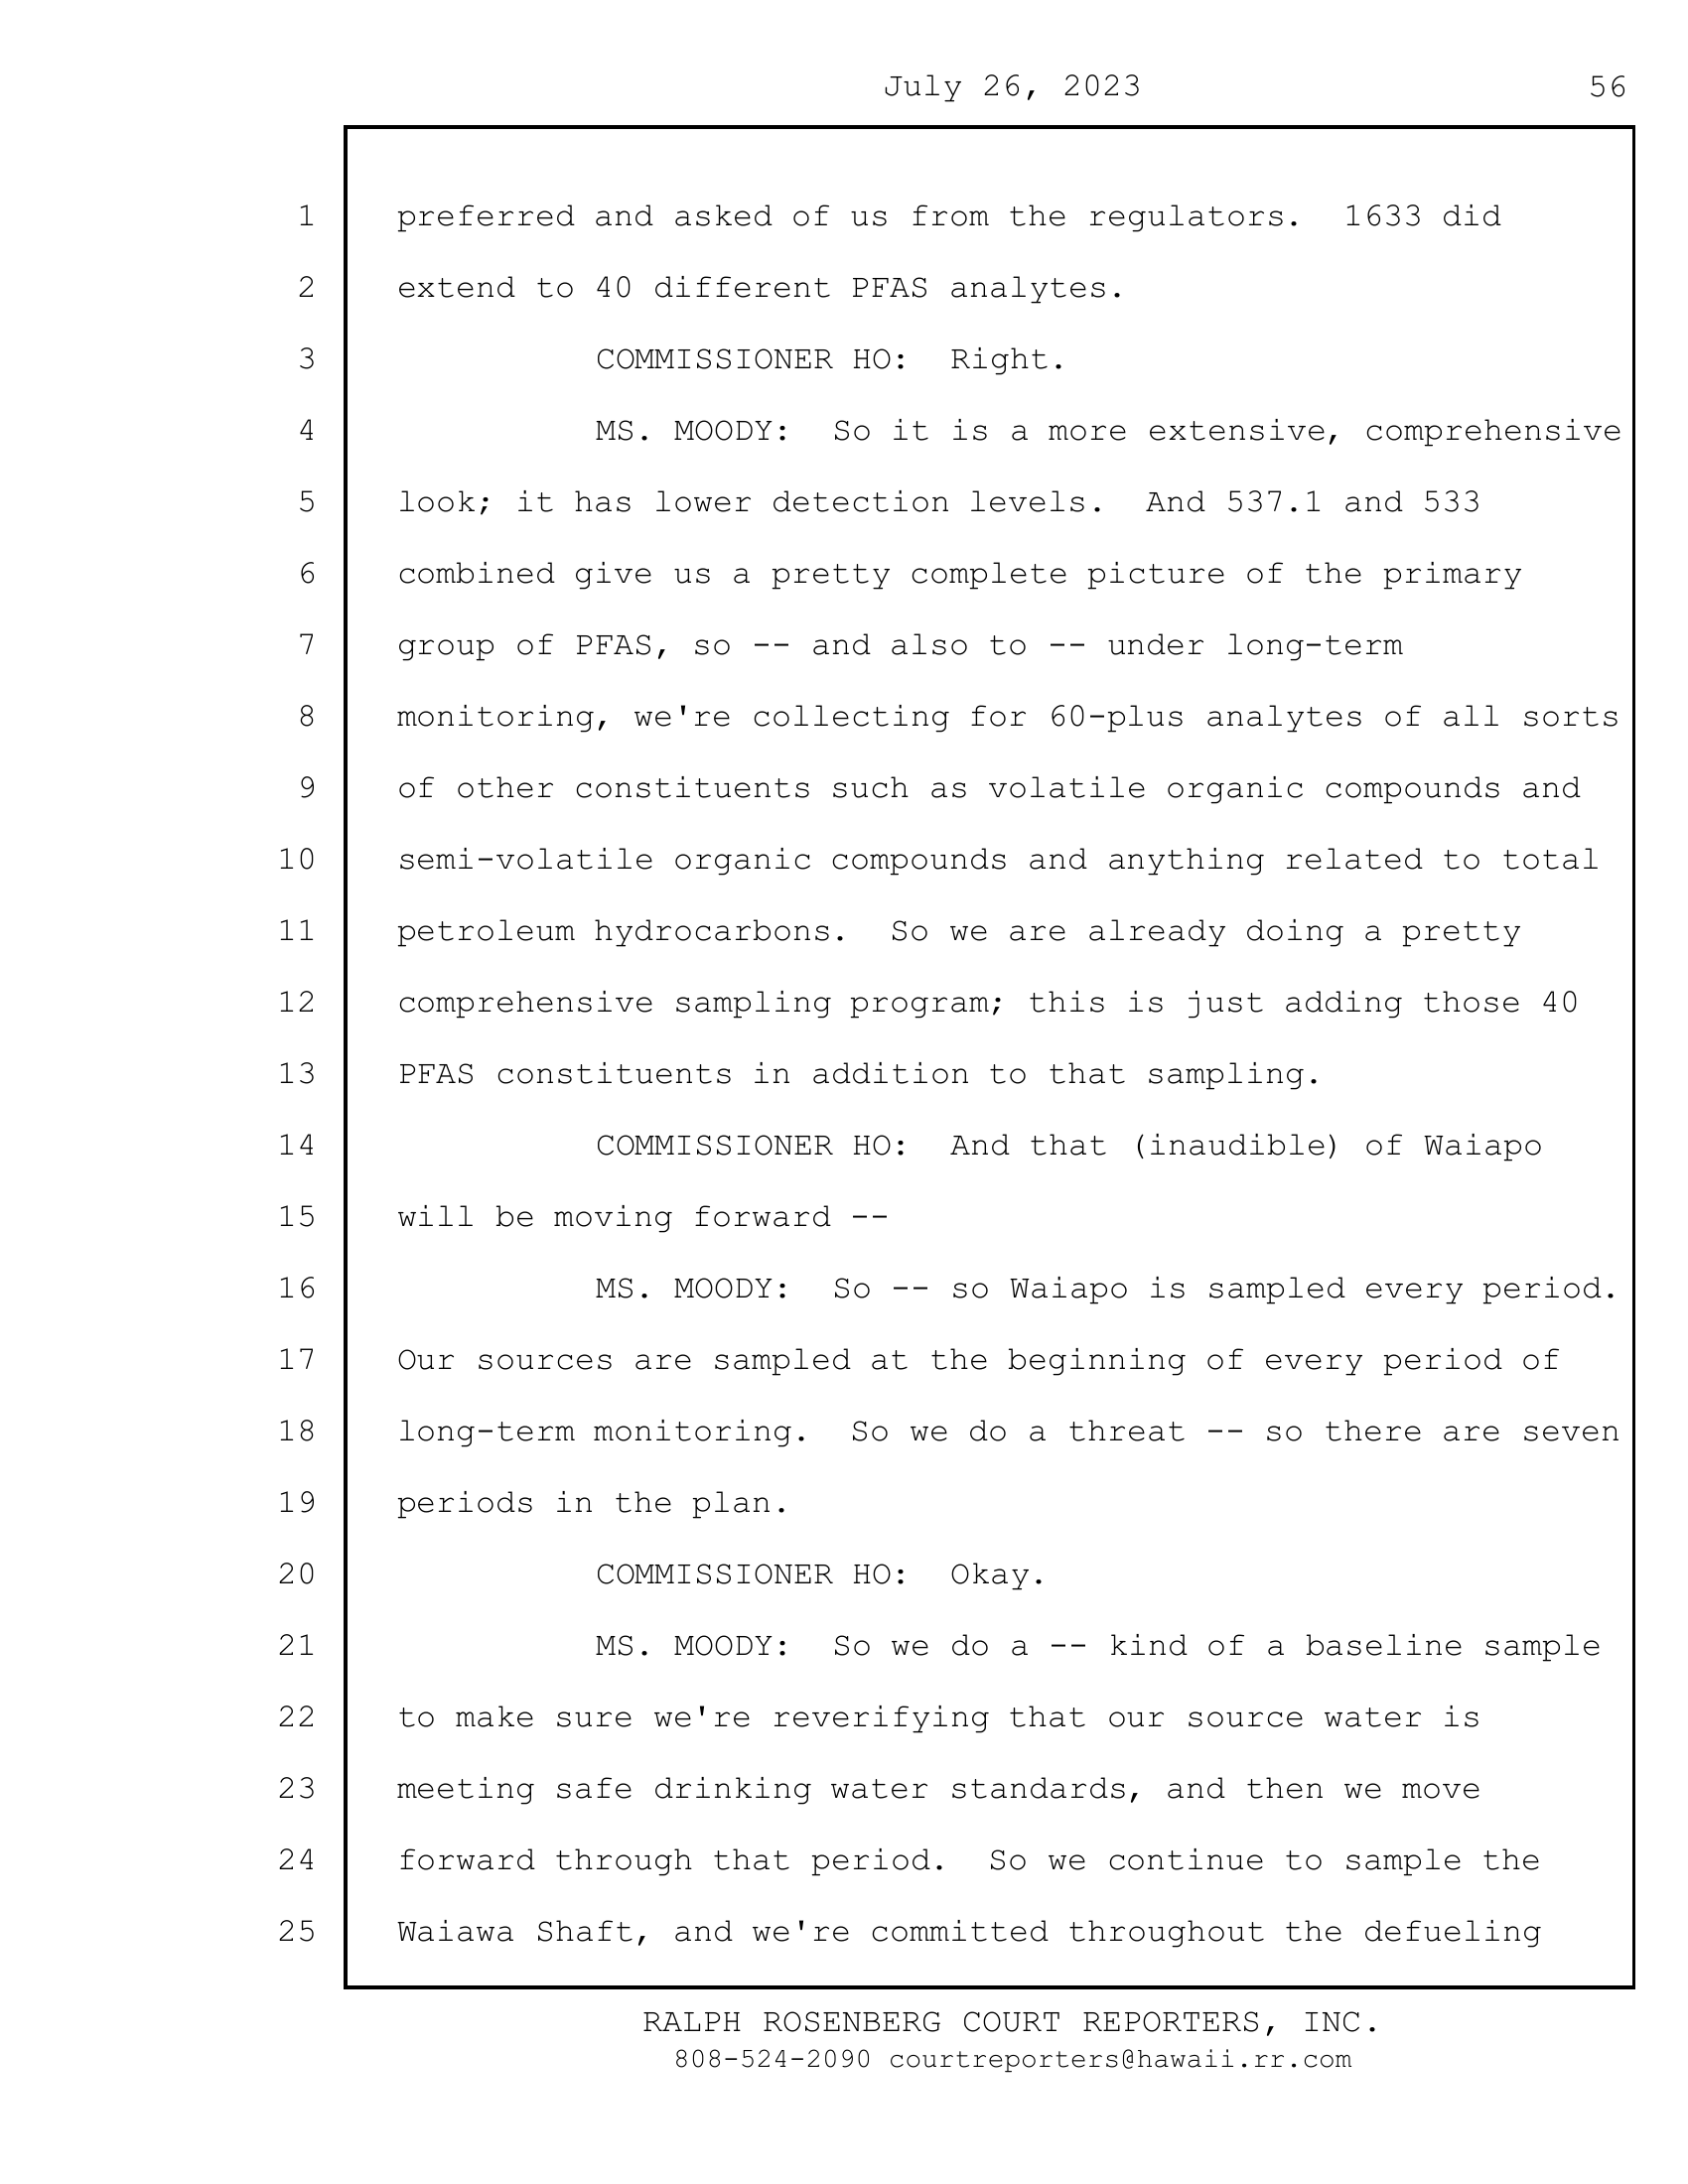 July 26, 2023 56
1 preferred and asked of us from the regulators.  1633 did
2 extend to 40 different PFAS analytes.
3 COMMISSIONER HO:  Right.
4 MS. MOODY:  So it is a more extensive, comprehensive
5 look; it has lower detection levels.  And 537.1 and 533
6 combined give us a pretty complete picture of the primary
7 group of PFAS, so -- and also to -- under long-term
8 monitoring, we're collecting for 60-plus analytes of all sorts
9 of other constituents such as volatile organic compounds and
10 semi-volatile organic compounds and anything related to total
11 petroleum hydrocarbons.  So we are already doing a pretty
12 comprehensive sampling program; this is just adding those 40
13 PFAS constituents in addition to that sampling.
14 COMMISSIONER HO:  And that (inaudible) of Waiapo
15 will be moving forward --
16 MS. MOODY:  So -- so Waiapo is sampled every period.
17 Our sources are sampled at the beginning of every period of
18 long-term monitoring.  So we do a threat -- so there are seven
19 periods in the plan.
20 COMMISSIONER HO:  Okay.
21 MS. MOODY:  So we do a -- kind of a baseline sample
22 to make sure we're reverifying that our source water is
23 meeting safe drinking water standards, and then we move
24 forward through that period.  So we continue to sample the
25 Waiawa Shaft, and we're committed throughout the defueling
RALPH ROSENBERG COURT REPORTERS, INC.
808-524-2090 courtreporters@hawaii.rr.com